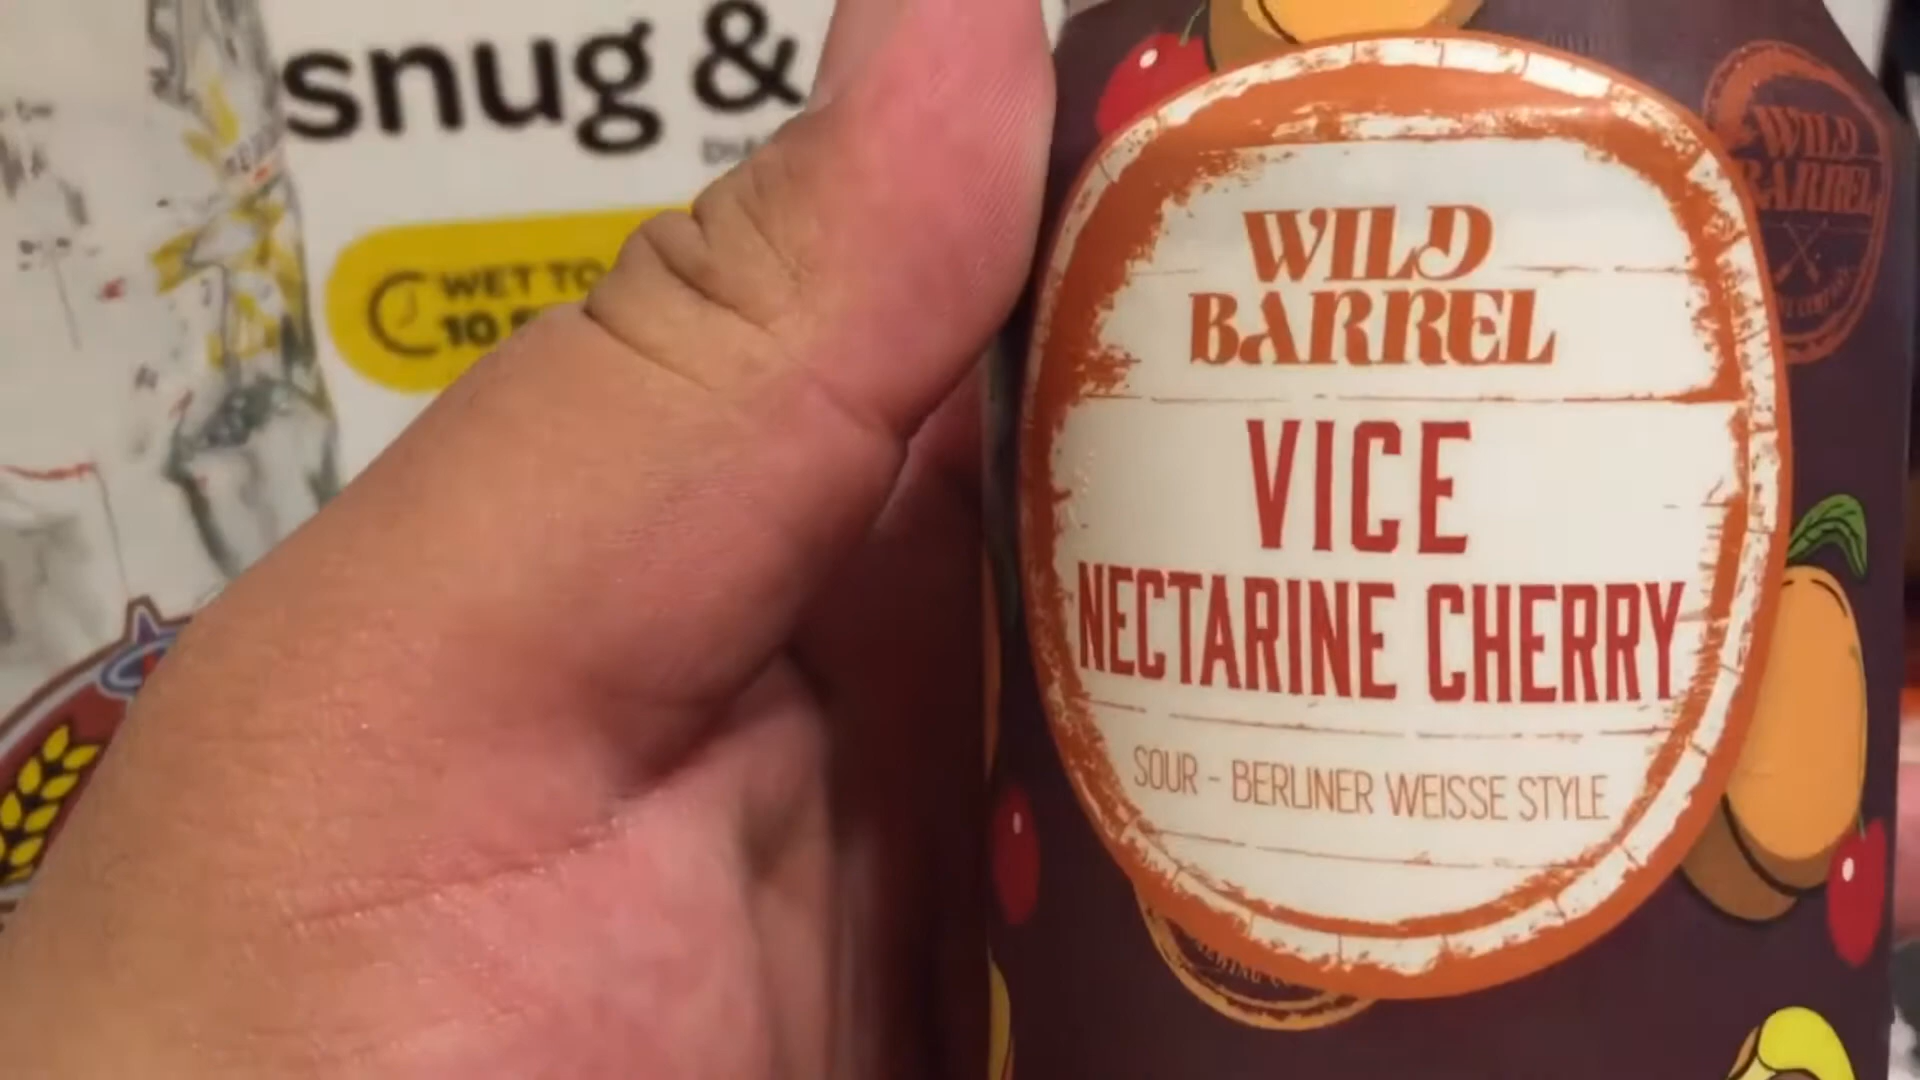 snug &
WET TO
10
WILD
BARREL
VICE
NECTARINE CHERRY
SOUR - BERLINER WEISSE STYLE
WILD
BARREL